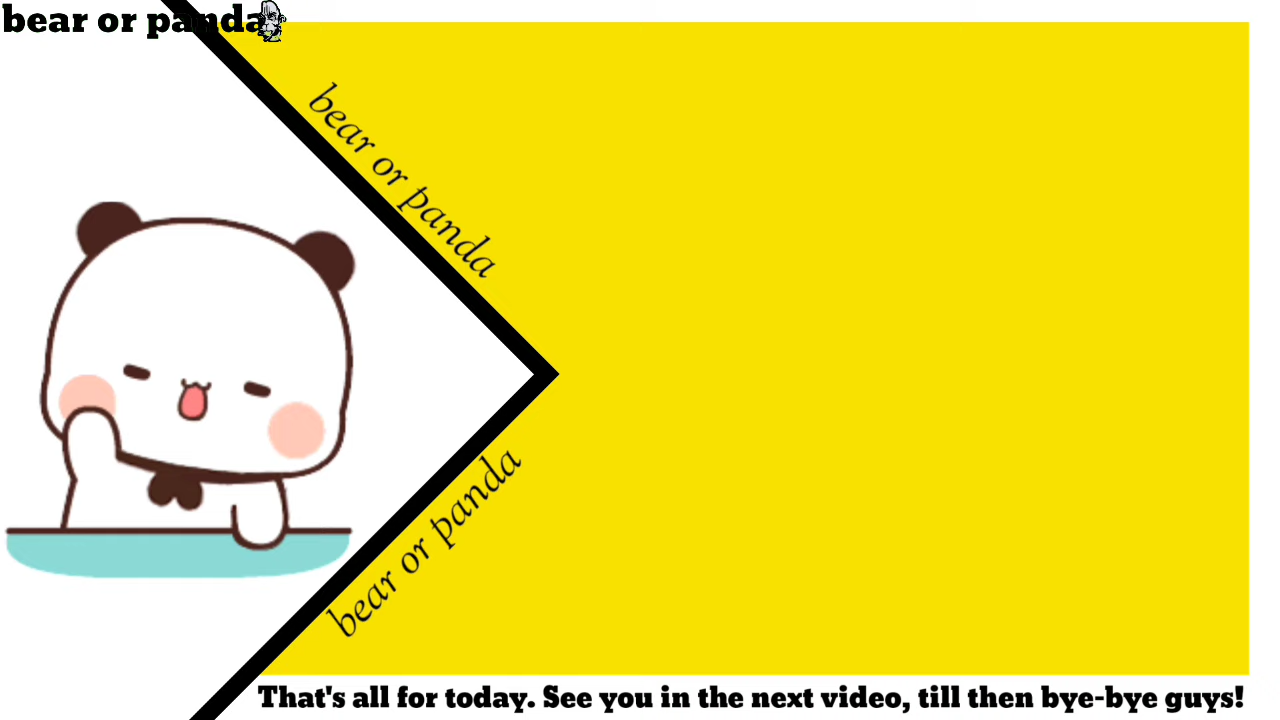 bear or panda
bear or panda
bear or panda
That's all for today. See you in the next video, till then bye-bye guys!